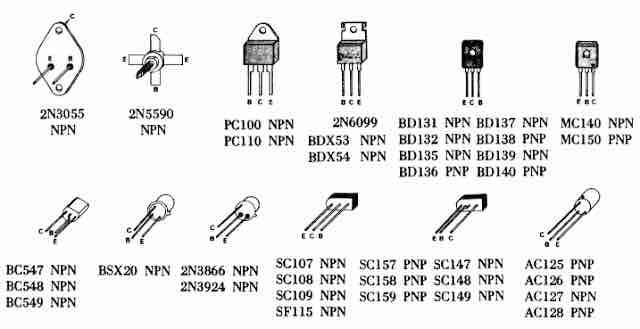 C
E B
2N3055
NPN
C
E E
B
2N5590
NPN
B C E
PC100 NPN
PC110 NPN
B C E
2N6099
BDX53 NPN
BDX54 NPN
E C B
BD131 NPN BD137 NPN
BD132 NPN BD138 PNP
BD135 NPN BD139 NPN
BD136 PNP BD140 PNP
E C B
MC140 NPN
MC150 PNP
C
B
E
BC547 NPN
BC548 NPN
BC549 NPN
C
B
E
BSX20 NPN
C
B
E
2N3866 NPN
2N3924 NPN
E C B
SC107 NPN
SC108 NPN
SC109 NPN
SF115 NPN
E B C
SC157 PNP SC147 NPN
SC158 PNP SC148 NPN
SC159 PNP SC149 NPN
E B C
AC125 PNP
AC126 PNP
AC127 NPN
AC128 PNP